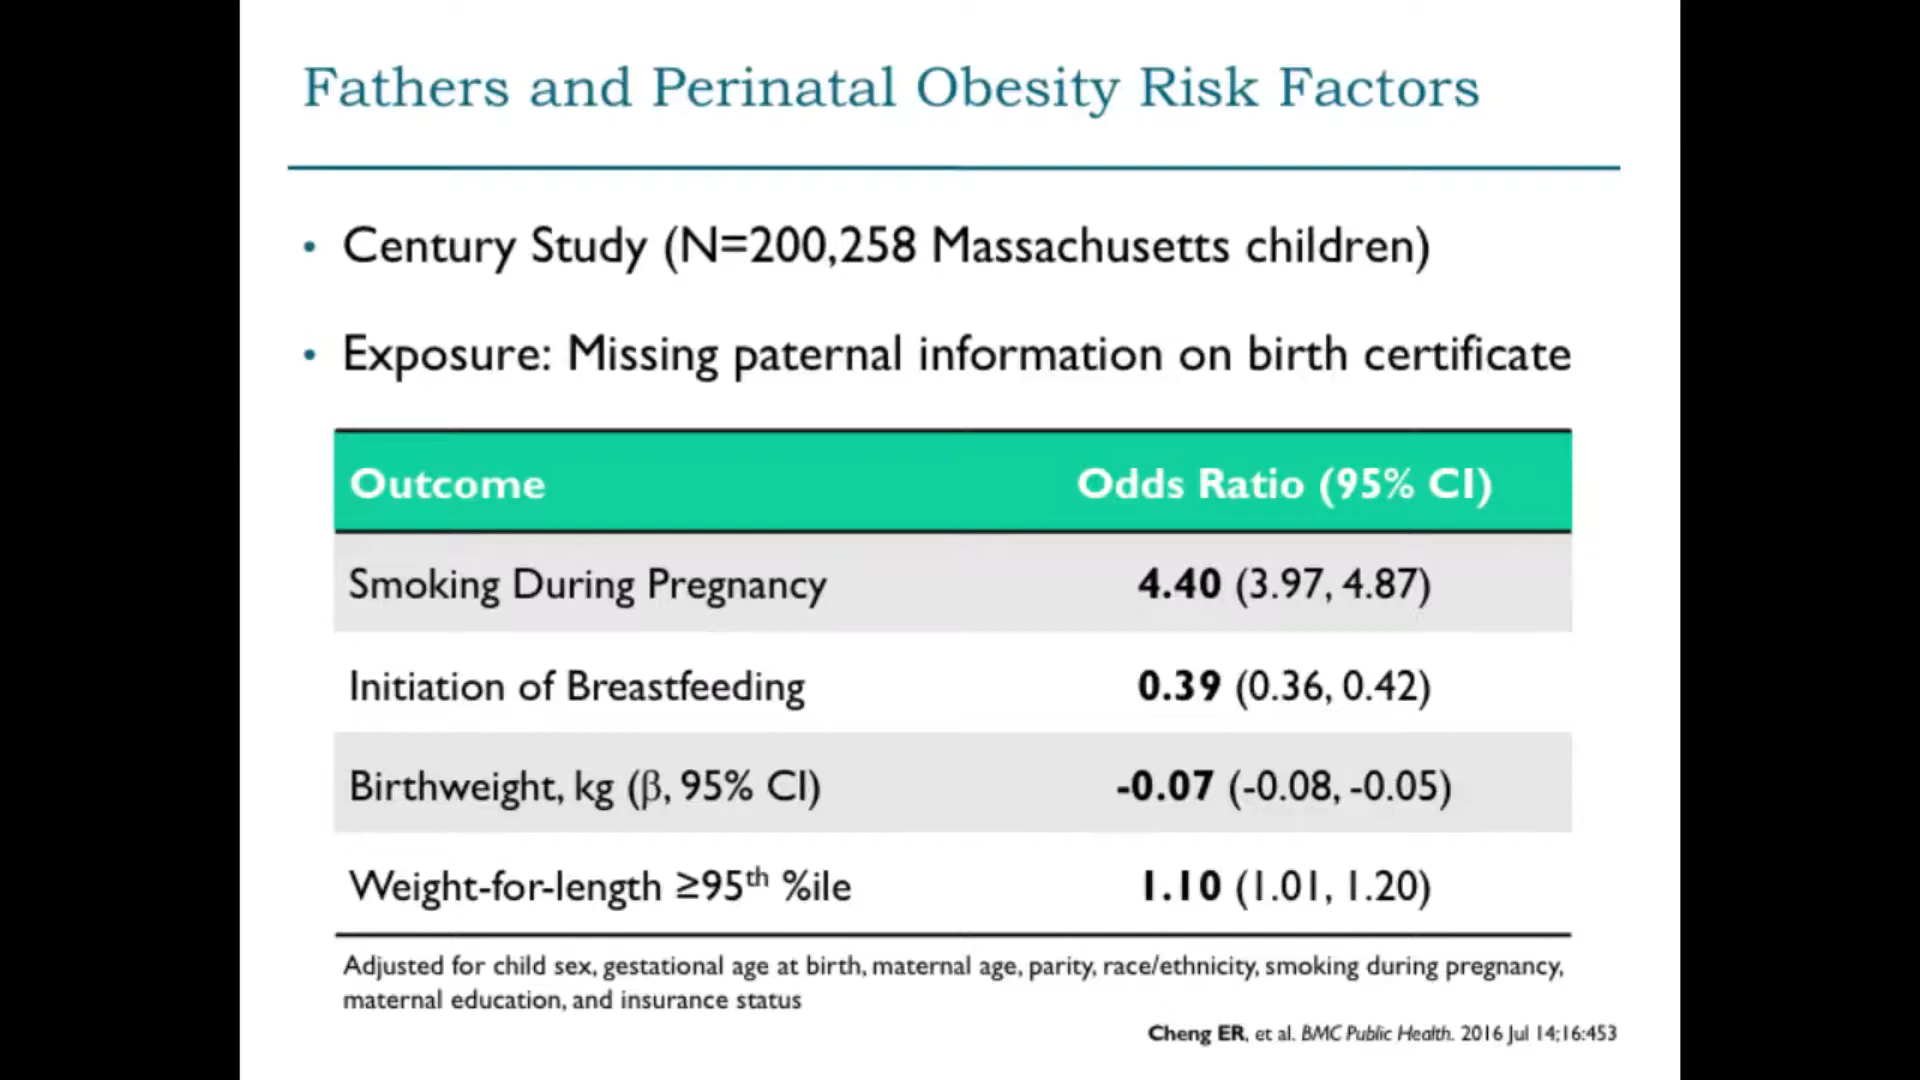 Fathers and Perinatal Obesity Risk Factors
• Century Study (N=200,258 Massachusetts children)
• Exposure: Missing paternal information on birth certificate
Outcome Odds Ratio (95% CI)
Smoking During Pregnancy 4.40 (3.97, 4.87)
Initiation of Breastfeeding 0.39 (0.36, 0.42)
Birthweight, kg (β, 95% CI) -0.07 (-0.08, -0.05)
Weight-for-length ≥95th %ile 1.10 (1.01, 1.20)
Adjusted for child sex, gestational age at birth, maternal age, parity, race/ethnicity, smoking during pregnancy,
maternal education, and insurance status
Cheng ER, et al. BMC Public Health. 2016 Jul 14;16:453